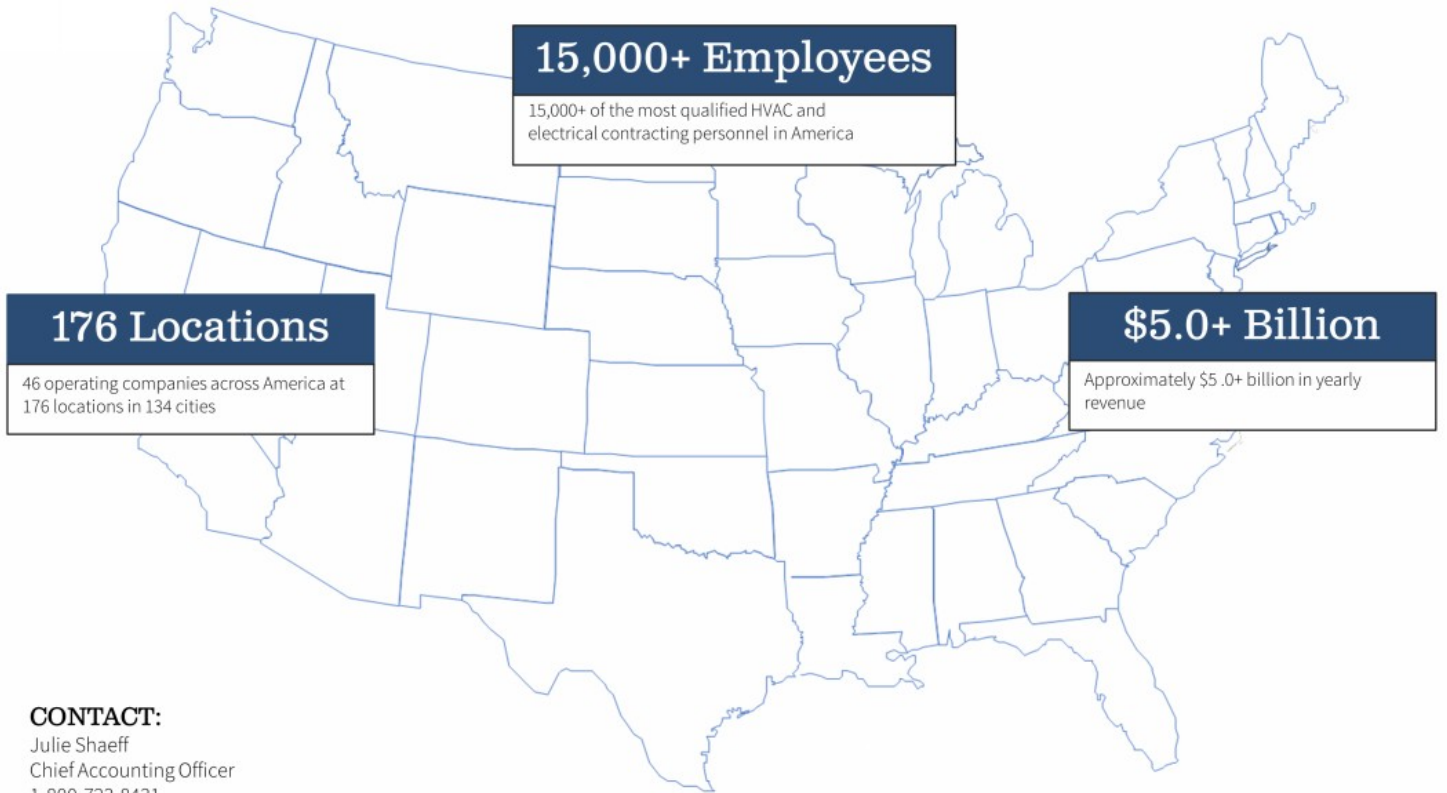 15,000+ Employees
15,000+ of the most qualified HVAC and
electrical contracting personnel in America
176 Locations
46 operating companies across America at
176 locations in 134 cities
$5.0+ Billion
Approximately $5 .0+ billion in yearly
revenue
CONTACT:
Julie Shaeff
Chief Accounting Officer